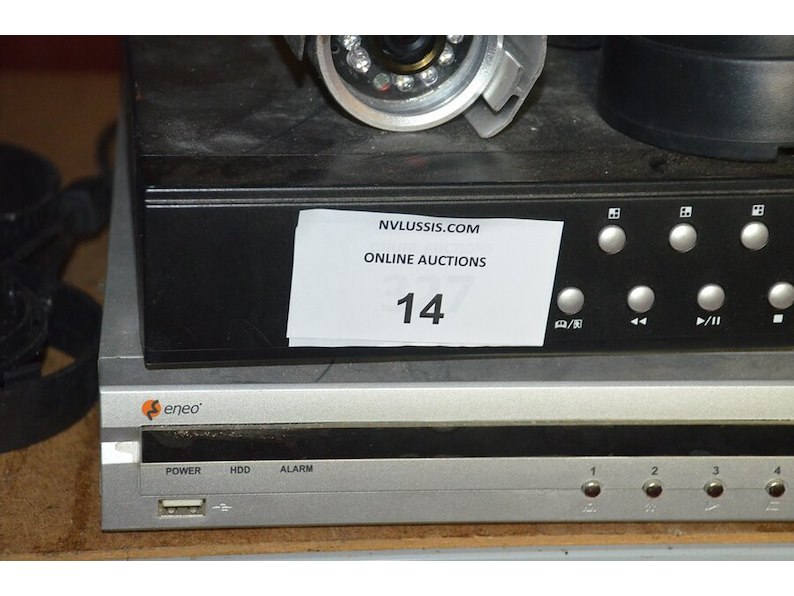 NVLUSSIS.COM
ONLINE AUCTIONS
14
eneo
POWER HDD ALARM
1 2 3 4